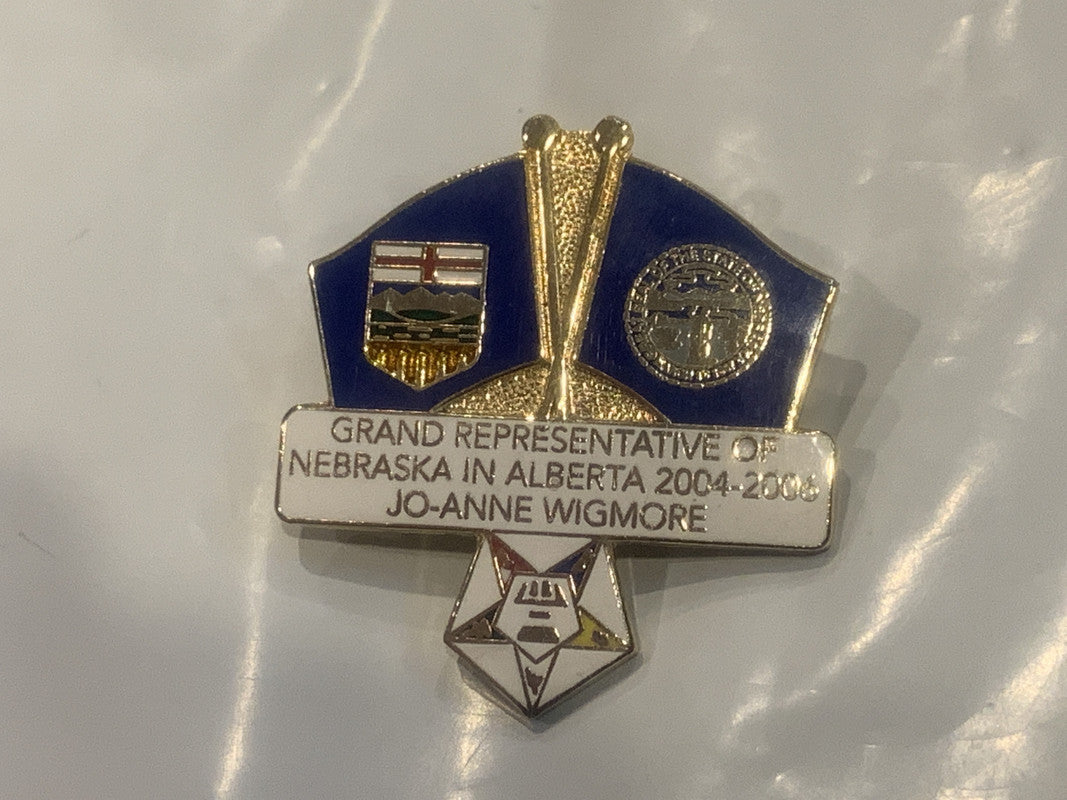 GRAND REPRESENTATIVE OF
NEBRASKA IN ALBERTA 2004-2006
JO-ANNE WIGMORE